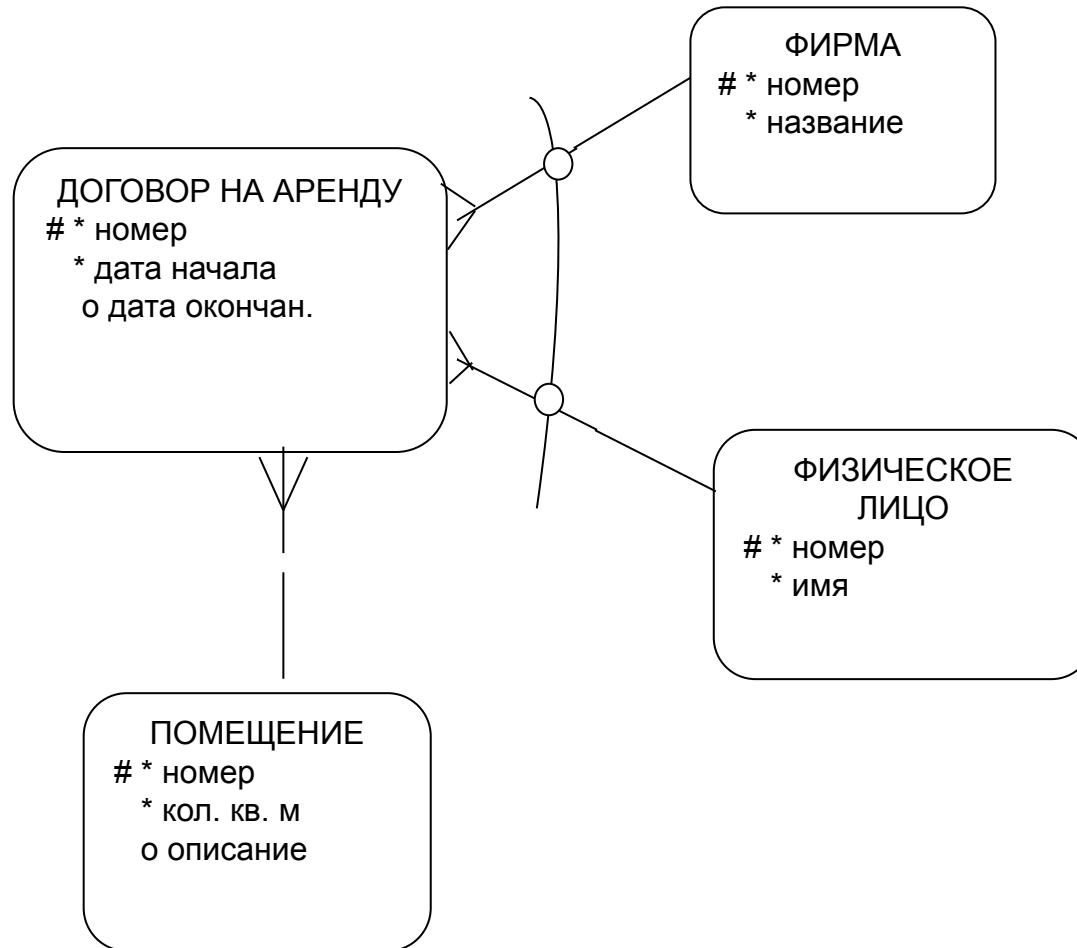 ФИРМА
# * номер
* название
ДОГОВОР НА АРЕНДУ
# * номер
* дата начала
о дата окончан.
ФИЗИЧЕСКОЕ
ЛИЦО
# * номер
* имя
ПОМЕЩЕНИЕ
# * номер
* кол. кв. м
о описание